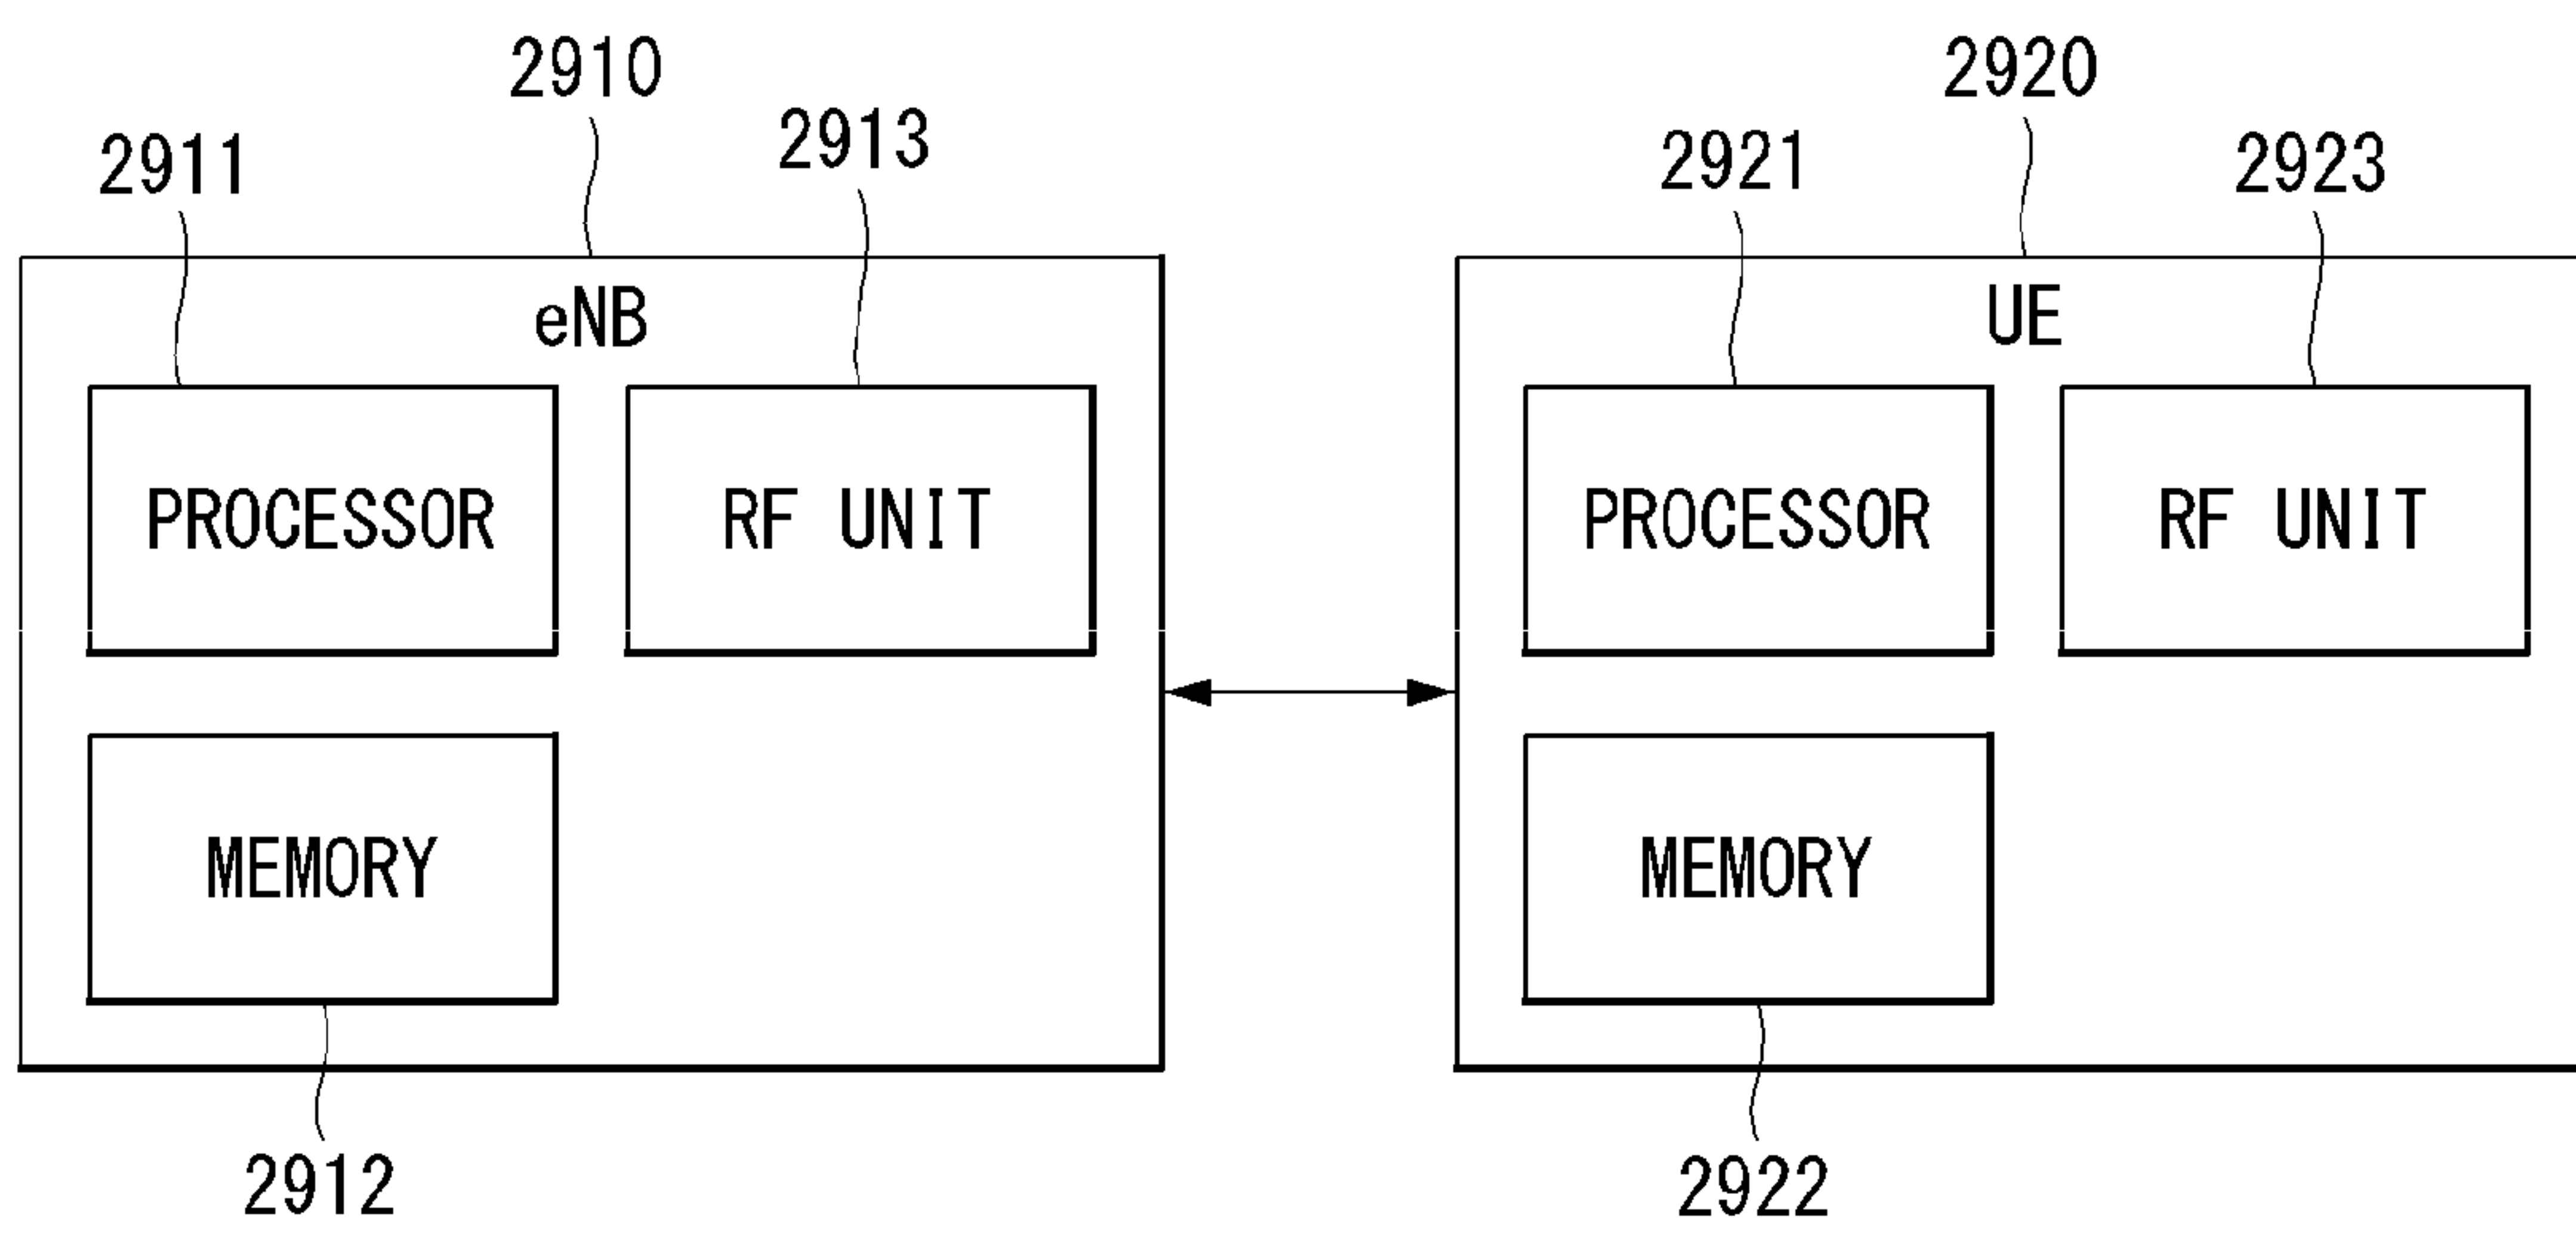 2910
2920
2911
2913
2921
2923
eNB
UE
PROCESSOR
RF UNIT
PROCESSOR
RF UNIT
MEMORY
MEMORY
2912
2922